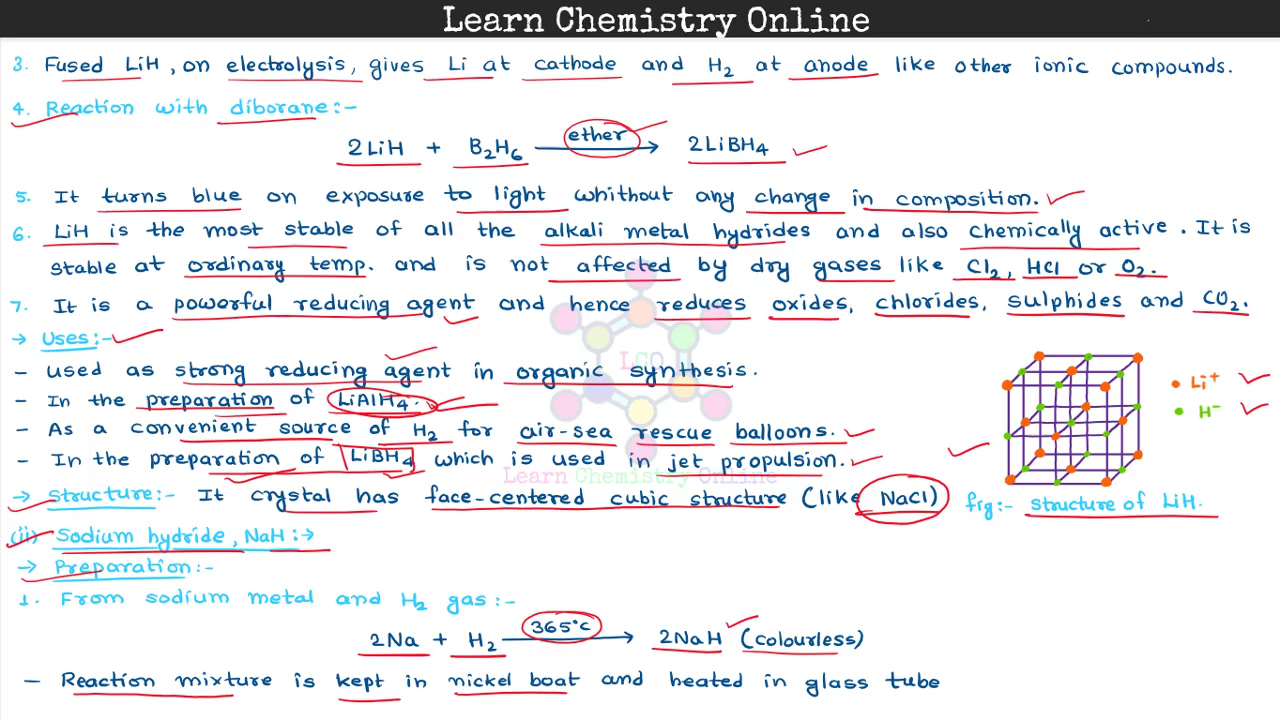 Learn Chemistry Online
3. Fused LiH, on electrolysis, gives Li at cathode and H₂ at anode like other ionic compounds.
4. Reaction with diborane:-
2LiH + B₂H₆ ether → 2LiBH₄
5. It turns blue on exposure to light whithout any change in composition.
6. LiH is the most stable of all the alkali metal hydrides and also chemically active. It is
stable at ordinary temp. and is not affected by dry gases like Cl₂, HCl or O₂.
7. It is a powerful reducing agent and hence reduces oxides, chlorides, sulphides and CO₂.
→ Uses:-
- used as strong reducing agent in organic synthesis.
LCO
- In the preparation of LiAlH₄.
• Li⁺
- As a convenient source of H₂ for air-sea rescue balloons.
• H⁻
- In the preparation of LiBH₄ which is used in jet propulsion.
Learn Chemistry Online
→ Structure:- It crystal has face-centered cubic structure (like NaCl)
fig:- structure of LiH.
(ii) Sodium hydride, NaH:→
→ Preparation:-
1. From sodium metal and H₂ gas:-
2Na + H₂ 365°C → 2NaH (colourless)
- Reaction mixture is kept in nickel boat and heated in glass tube